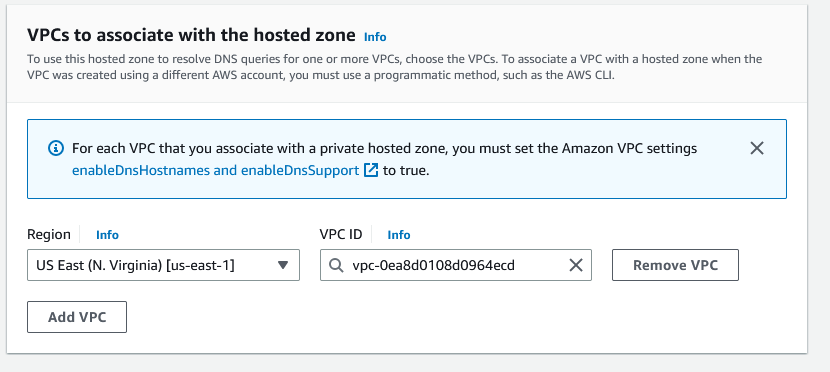 VPCs to associate with the hosted zone Info
To use this hosted zone to resolve DNS queries for one or more VPCs, choose the VPCs. To associate a VPC with a hosted zone when the
VPC was created using a different AWS account, you must use a programmatic method, such as the AWS CLI.
For each VPC that you associate with a private hosted zone, you must set the Amazon VPC settings
enableDnsHostnames and enableDnsSupport to true.
Region Info VPC ID Info
US East (N. Virginia) [us-east-1] vpc-0ea8d0108d0964ecd Remove VPC
Add VPC